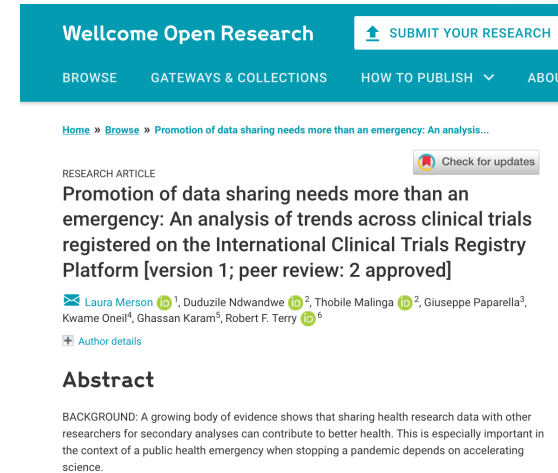 Wellcome Open Research
SUBMIT YOUR RESEARCH
BROWSE GATEWAYS & COLLECTIONS HOW TO PUBLISH ABOU
Home » Browse » Promotion of data sharing needs more than an emergency: An analysis...
Check for updates
RESEARCH ARTICLE
Promotion of data sharing needs more than an
emergency: An analysis of trends across clinical trials
registered on the International Clinical Trials Registry
Platform [version 1; peer review: 2 approved]
Laura Merson iD 1, Duduzile Ndwandwe iD 2, Thobile Malinga iD 2, Giuseppe Paparella3,
Kwame Oneil4, Ghassan Karam5, Robert F. Terry iD 6
Author details
Abstract
BACKGROUND: A growing body of evidence shows that sharing health research data with other
researchers for secondary analyses can contribute to better health. This is especially important in
the context of a public health emergency when stopping a pandemic depends on accelerating
science.